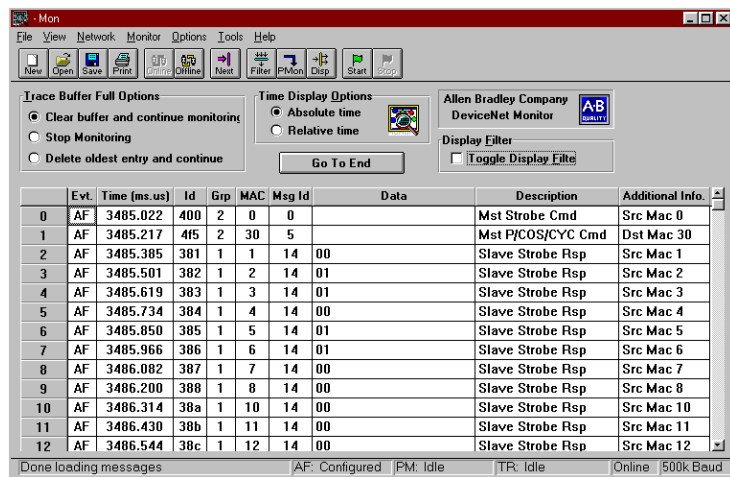 - Mon
File View Network Monitor Options Tools Help
New Open Save Print Online Offline Next Filter PMon Disp Start Stop
Trace Buffer Full Options
Clear buffer and continue monitoring
Stop Monitoring
Delete oldest entry and continue
Time Display Options
Absolute time
Relative time
Go To End
Allen Bradley Company
DeviceNet Monitor
A·B
QUALITY
Display Filter
Toggle Display Filte
Evt. Time (ms.us) Id Grp MAC Msg Id Data Description Additional Info.
0 AF 3485.022 400 2 0 0 Mst Strobe Cmd Src Mac 0
1 AF 3485.217 4f5 2 30 5 Mst P/COS/CYC Cmd Dst Mac 30
2 AF 3485.385 381 1 1 14 00 Slave Strobe Rsp Src Mac 1
3 AF 3485.501 382 1 2 14 01 Slave Strobe Rsp Src Mac 2
4 AF 3485.619 383 1 3 14 01 Slave Strobe Rsp Src Mac 3
5 AF 3485.734 384 1 4 14 00 Slave Strobe Rsp Src Mac 4
6 AF 3485.850 385 1 5 14 01 Slave Strobe Rsp Src Mac 5
7 AF 3485.966 386 1 6 14 01 Slave Strobe Rsp Src Mac 6
8 AF 3486.082 387 1 7 14 00 Slave Strobe Rsp Src Mac 7
9 AF 3486.200 388 1 8 14 00 Slave Strobe Rsp Src Mac 8
10 AF 3486.314 38a 1 10 14 00 Slave Strobe Rsp Src Mac 10
11 AF 3486.430 38b 1 11 14 00 Slave Strobe Rsp Src Mac 11
12 AF 3486.544 38c 1 12 14 00 Slave Strobe Rsp Src Mac 12
Done loading messages AF: Configured PM: Idle TR: Idle Online 500k Baud